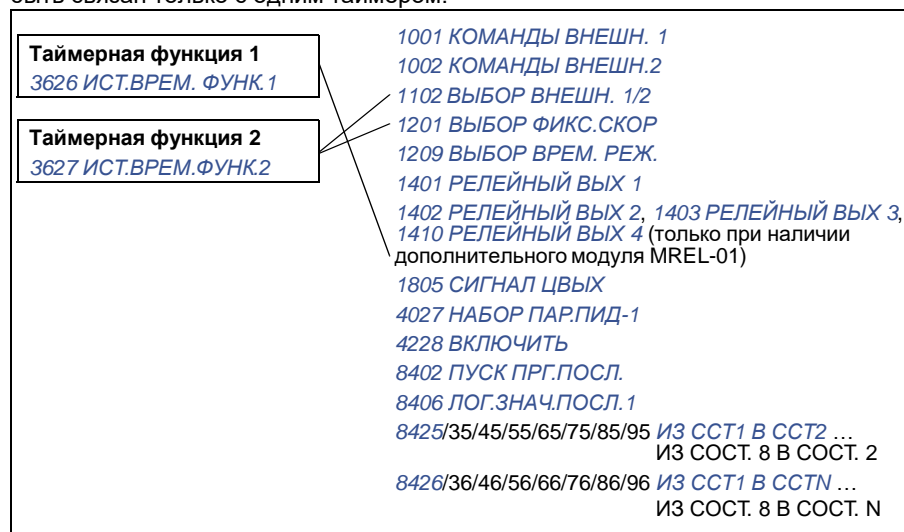 быть связан только с одним таймером.
Таймерная функция 1
3626 ИСТ.ВРЕМ. ФУНК.1
Таймерная функция 2
3627 ИСТ.ВРЕМ.ФУНК.2
1001 КОМАНДЫ ВНЕШН. 1
1002 КОМАНДЫ ВНЕШН.2
1102 ВЫБОР ВНЕШН. 1/2
1201 ВЫБОР ФИКС.СКОР
1209 ВЫБОР ВРЕМ. РЕЖ.
1401 РЕЛЕЙНЫЙ ВЫХ 1
1402 РЕЛЕЙНЫЙ ВЫХ 2, 1403 РЕЛЕЙНЫЙ ВЫХ 3,
1410 РЕЛЕЙНЫЙ ВЫХ 4 (только при наличии
дополнительного модуля MREL-01)
1805 СИГНАЛ ЦВЫХ
4027 НАБОР ПАР.ПИД-1
4228 ВКЛЮЧИТЬ
8402 ПУСК ПРГ.ПОСЛ.
8406 ЛОГ.ЗНАЧ.ПОСЛ.1
8425/35/45/55/65/75/85/95 ИЗ ССТ1 В ССТ2 …
ИЗ СОСТ. 8 В СОСТ. 2
8426/36/46/56/66/76/86/96 ИЗ ССТ1 В ССТN …
ИЗ СОСТ. 8 В СОСТ. N